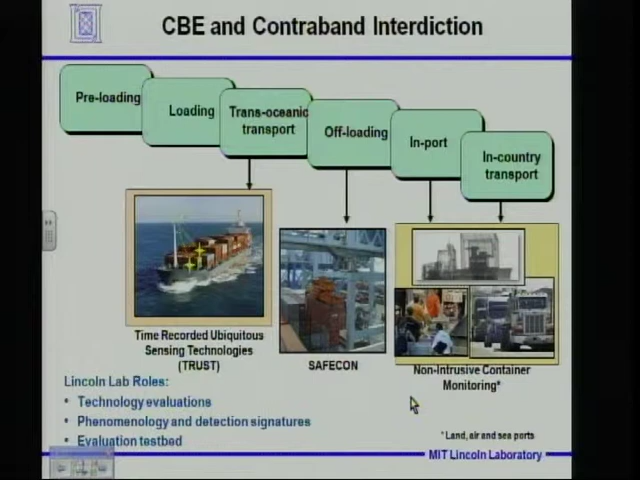 CBE and Contraband Interdiction
Pre-loading
Loading
Trans-oceanic
transport
Off-loading
In-port
In-country
transport
Time Recorded Ubiquitous
Sensing Technologies
(TRUST)
SAFECON
Non-Intrusive Container
Monitoring*
Lincoln Lab Roles:
• Technology evaluations
• Phenomenology and detection signatures
• Evaluation testbed
* Land, air and sea ports
MIT Lincoln Laboratory